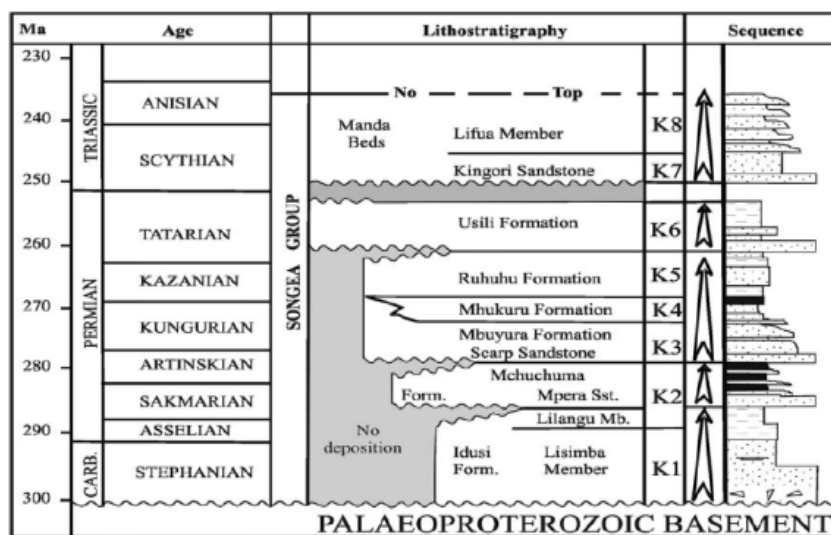 Ma Age Lithostratigraphy Sequence
230
No Top
ANISIAN
240 Manda Beds Lifua Member K8
TRIASSIC
SCYTHIAN
Kingori Sandstone K7
250
Usili Formation K6
TATARIAN
260
SONGEA GROUP
KAZANIAN Ruhuhu Formation K5
270
Mhukuru Formation K4
PERMIAN
KUNGURIAN
Mbuyura Formation
Scarp Sandstone K3
280
ARTINSKIAN Mchuchuma
Form. Mpera Sst. K2
SAKMARIAN
Lilangu Mb.
290 ASSELIAN
No deposition
Idusi Form. Lisimba Member K1
CARB. STEPHANIAN
300
PALAEOPROTEROZOIC BASEMENT